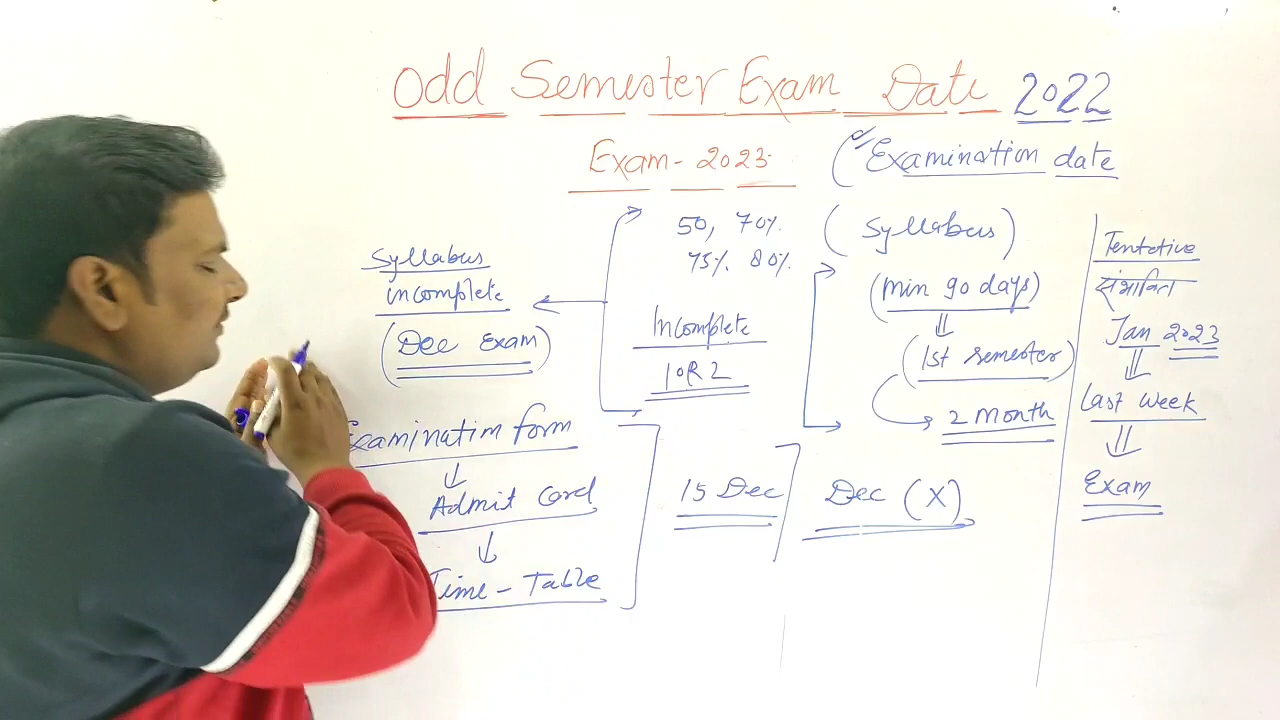 Odd Semester Exam Date 2022
Exam - 2023
(Examination date
50, 70%.
75%. 80%.
Syllabus
incomplete
(Dec Exam)
Incomplete
1 OR 2
(Syllabus)
(min 90 days)
(1st semester)
2 month
Tentative
संभावित
Jan 2023
Last week
Exam
Examination form
Admit Card
Time - Table
15 Dec
Dec (X)